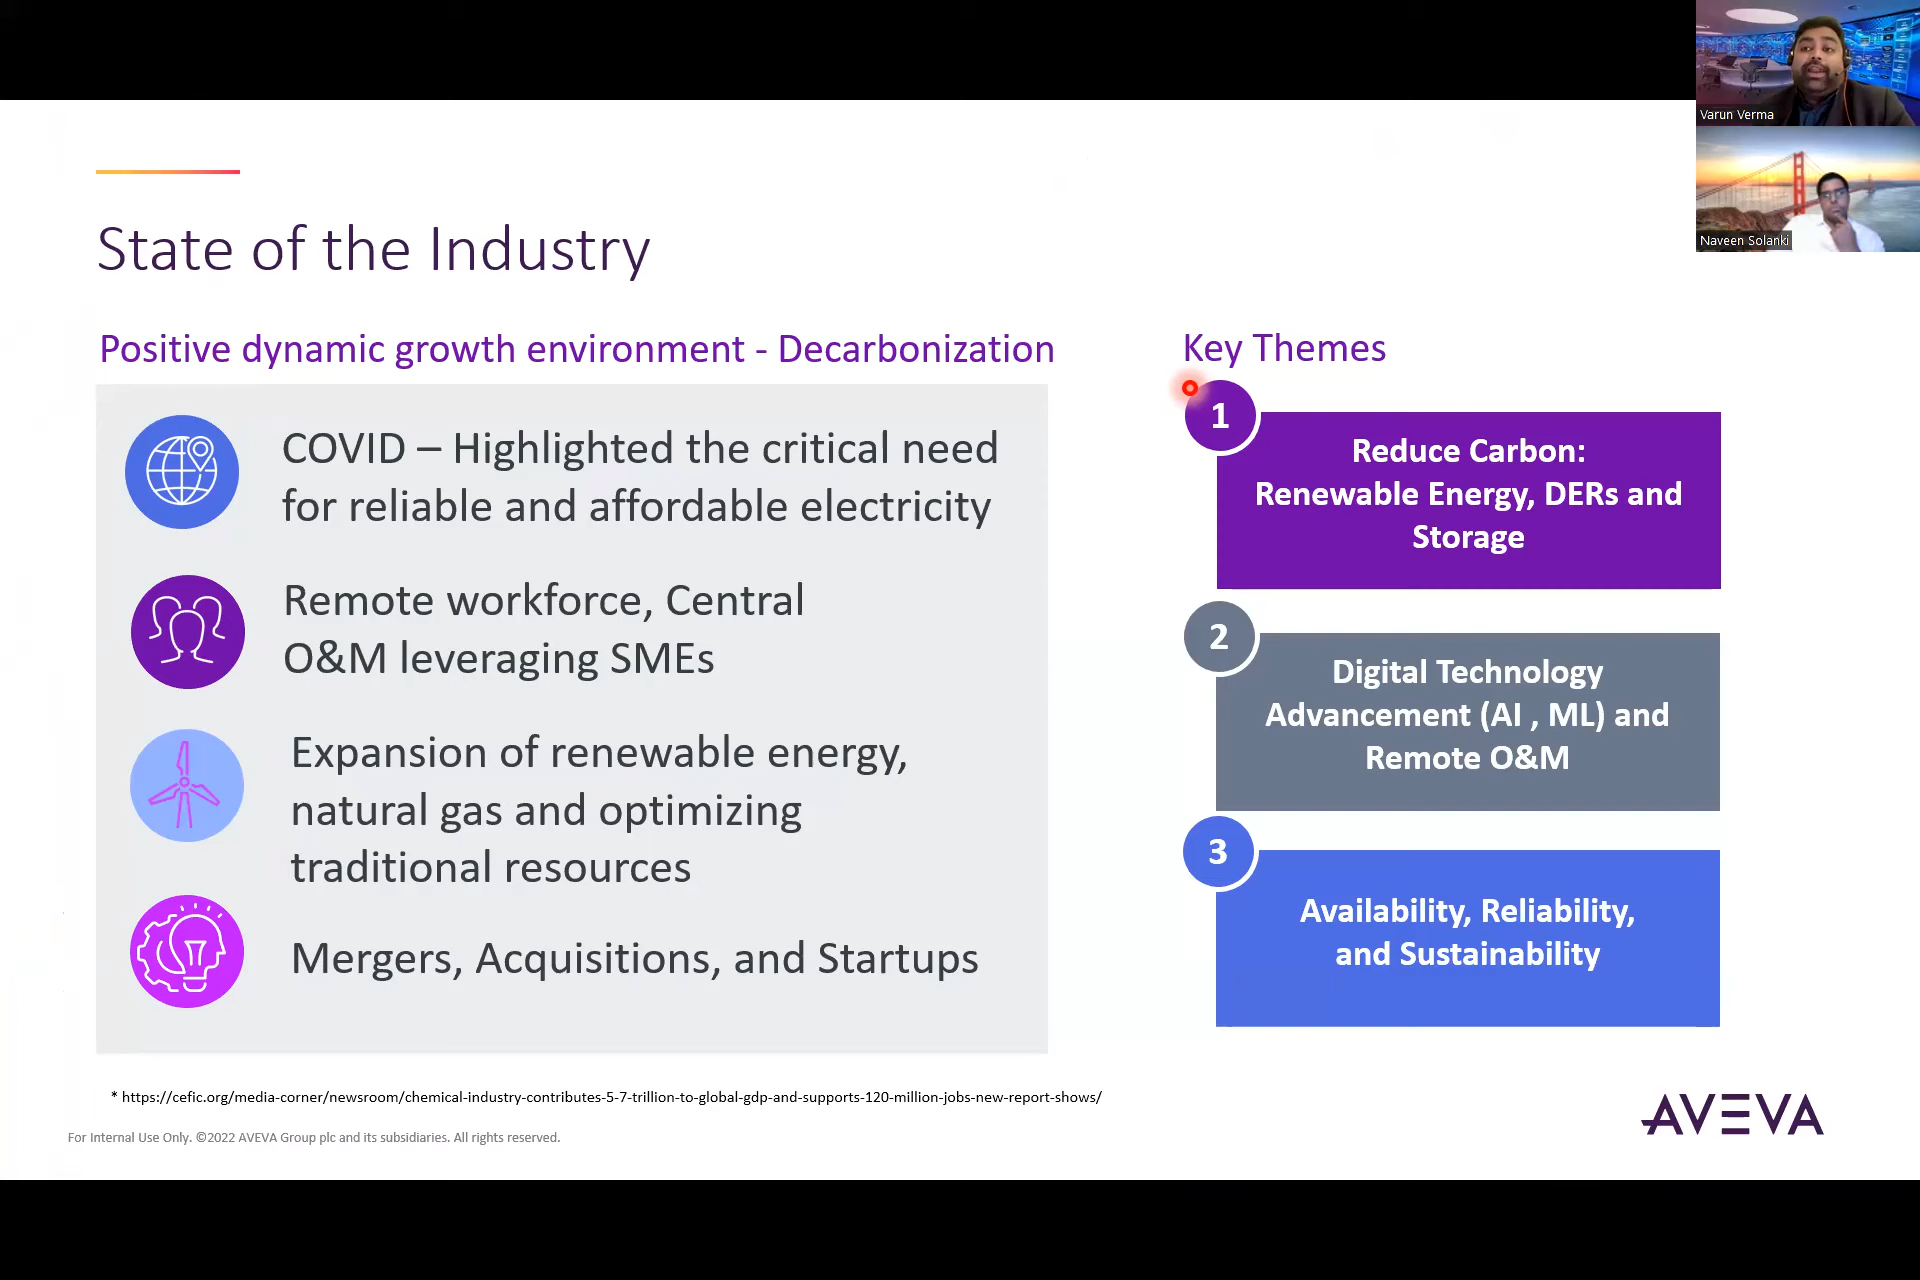 Varun Verma
Naveen Solanki
State of the Industry
Positive dynamic growth environment - Decarbonization
COVID – Highlighted the critical need
for reliable and affordable electricity
Remote workforce, Central
O&M leveraging SMEs
Expansion of renewable energy,
natural gas and optimizing
traditional resources
Mergers, Acquisitions, and Startups
Key Themes
1
Reduce Carbon:
Renewable Energy, DERs and
Storage
2
Digital Technology
Advancement (AI , ML) and
Remote O&M
3
Availability, Reliability,
and Sustainability
* https://cefic.org/media-corner/newsroom/chemical-industry-contributes-5-7-trillion-to-global-gdp-and-supports-120-million-jobs-new-report-shows/
For Internal Use Only. ©2022 AVEVA Group plc and its subsidiaries. All rights reserved.
AVEVA